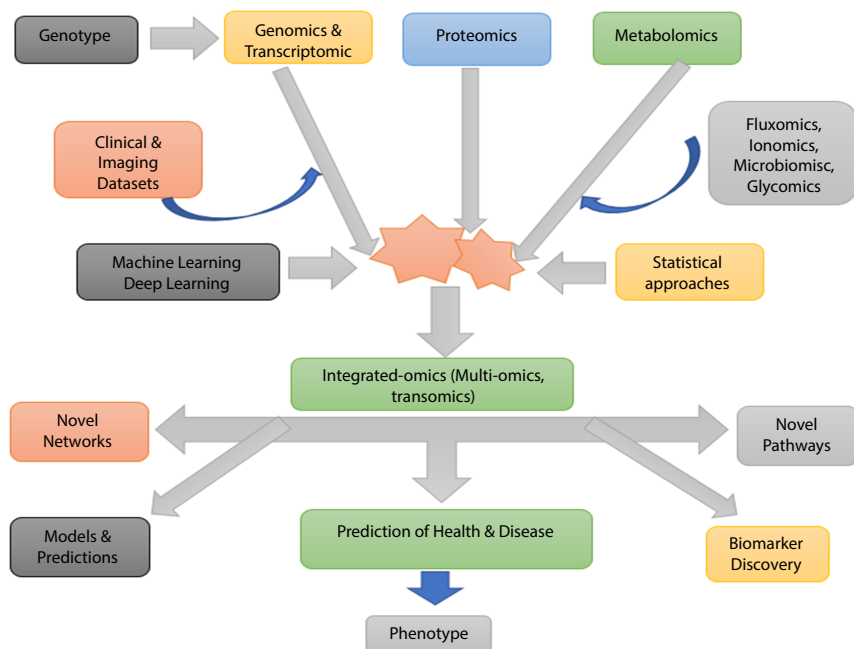 Genotype
Genomics &
Transcriptomic
Proteomics
Metabolomics
Clinical &
Imaging
Datasets
Fluxomics,
Ionomics,
Microbiomisc,
Glycomics
Machine Learning
Deep Learning
Statistical
approaches
Integrated-omics (Multi-omics,
transomics)
Novel
Networks
Novel
Pathways
Models &
Predictions
Prediction of Health & Disease
Biomarker
Discovery
Phenotype